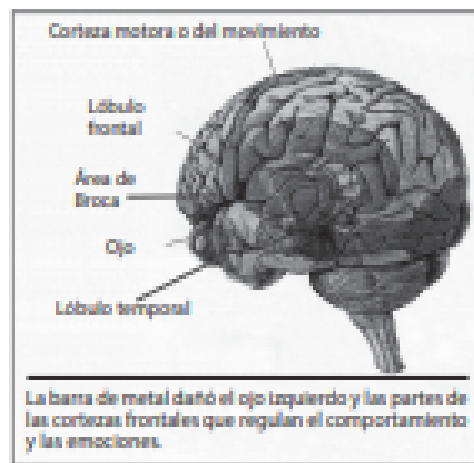 Corteza motora o del movimiento
Lóbulo
frontal
Área de
Broca
Ojo
Lóbulo temporal
La barra de metal dañó el ojo izquierdo y las partes de
las cortezas frontales que regulan el comportamiento
y las emociones.